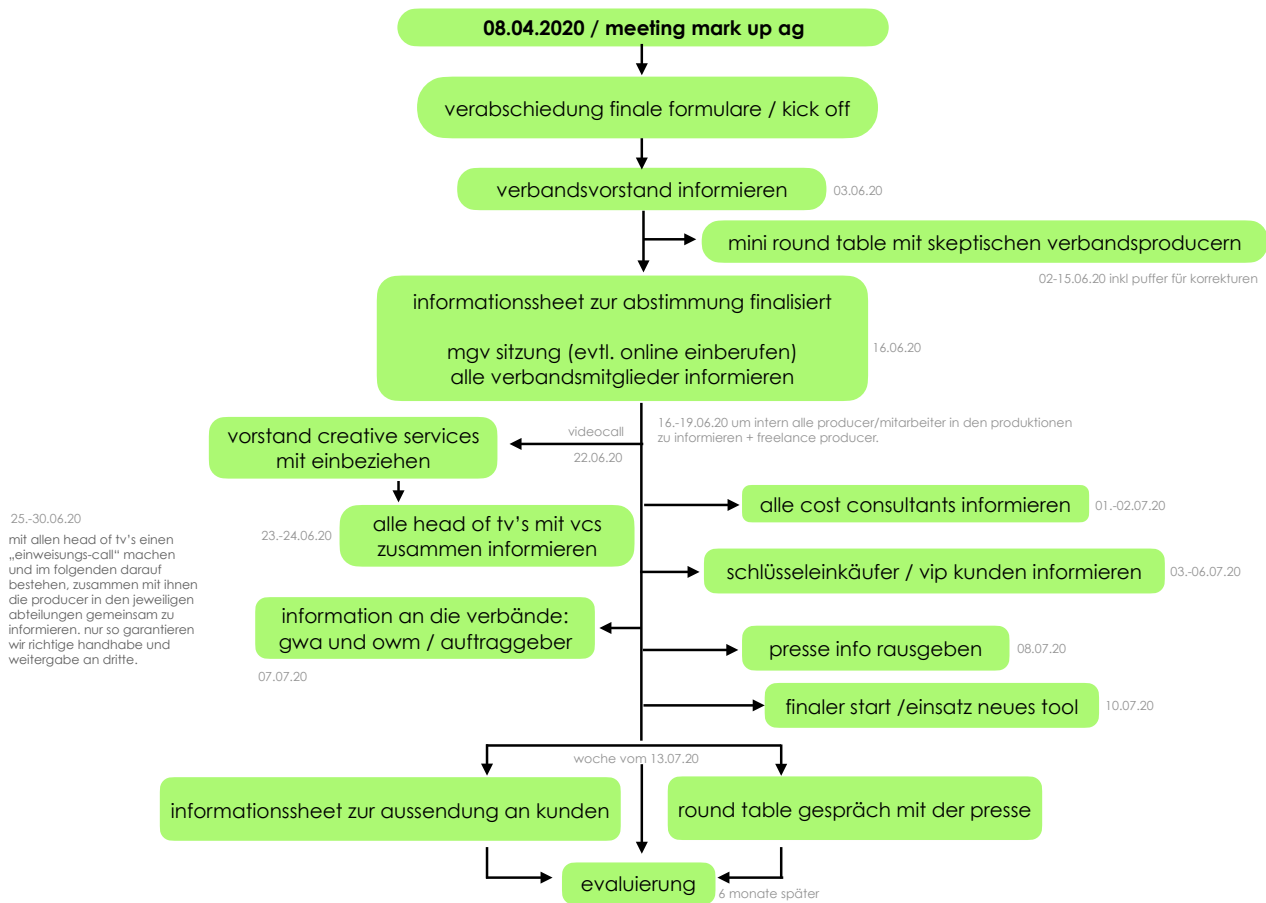 08.04.2020 / meeting mark up ag
verabschiedung finale formulare / kick off
verbandsvorstand informieren
03.06.20
mini round table mit skeptischen verbandsproducern
02-15.06.20 inkl puffer für korrekturen
informationssheet zur abstimmung finalisiert
mgv sitzung (evtl. online einberufen)
alle verbandsmitglieder informieren
16.06.20
16.-19.06.20 um intern alle producer/mitarbeiter in den produktionen
zu informieren + freelance producer.
vorstand creative services
mit einbeziehen
videocall
22.06.20
alle head of tv's mit vcs
zusammen informieren
23.-24.06.20
25.-30.06.20
mit allen head of tv's einen
„einweisungs-call" machen
und im folgenden darauf
bestehen, zusammen mit ihnen
die producer in den jeweiligen
abteilungen gemeinsam zu
informieren. nur so garantieren
wir richtige handhabe und
weitergabe an dritte.
alle cost consultants informieren
01.-02.07.20
schlüsseleinkäufer / vip kunden informieren
03.-06.07.20
information an die verbände:
gwa und owm / auftraggeber
07.07.20
presse info rausgeben
08.07.20
finaler start /einsatz neues tool
10.07.20
woche vom 13.07.20
informationssheet zur aussendung an kunden
round table gespräch mit der presse
evaluierung
6 monate später